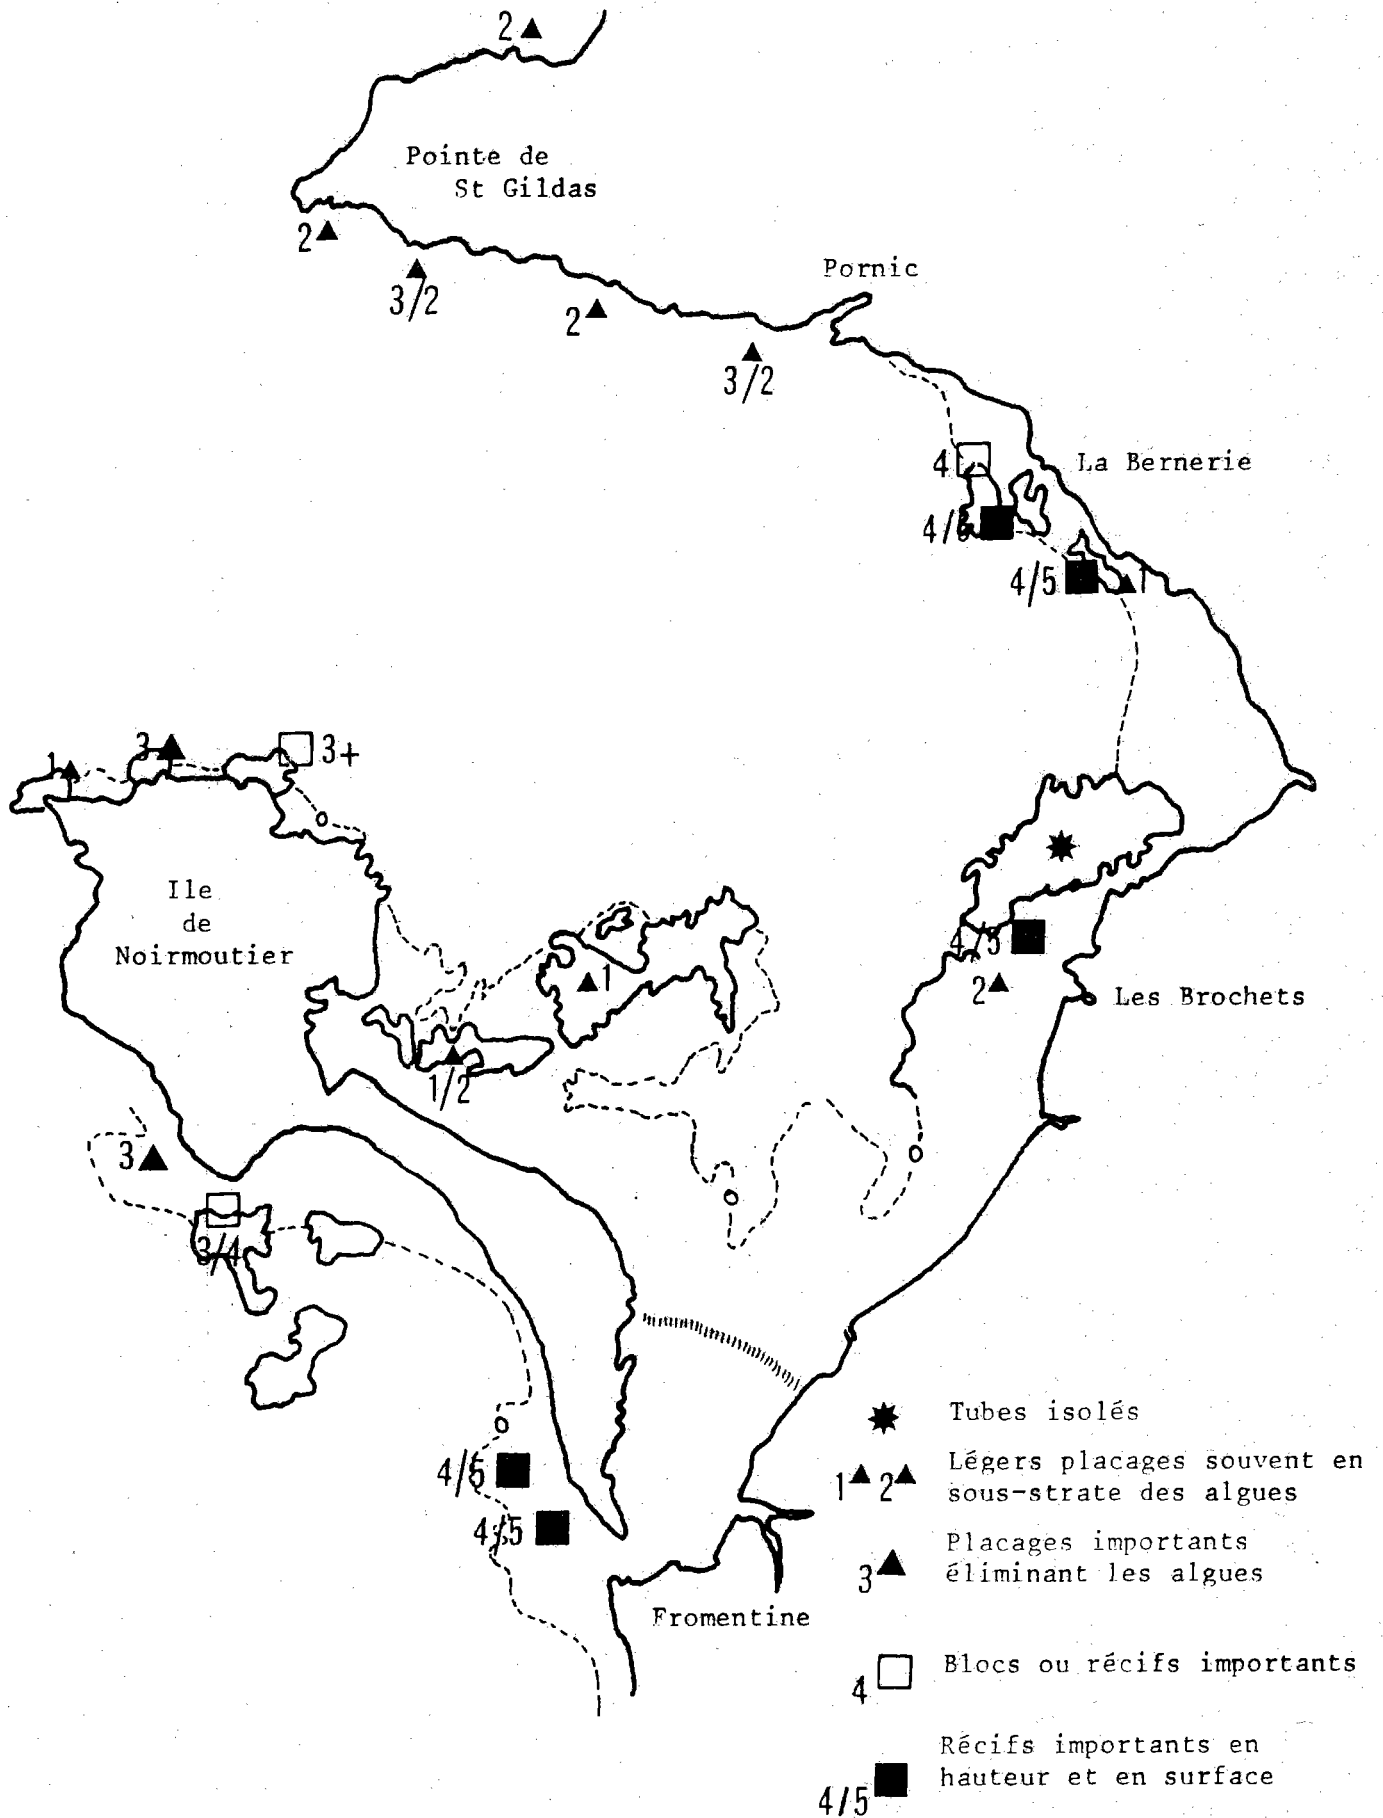 2
Pointe de
St Gildas
2
3/2
2
3/2
Pornic
4
La Bernerie
4/5
4/5
1
1
3
3+
Ile
de
Noirmoutier
1
1/2
4/5
2
Les Brochets
3
3/4
4/5
4/5
Fromentine
Tubes isolés
1 2 Légers placages souvent en
sous-strate des algues
3 Placages importants
éliminant les algues
4 Blocs ou récifs importants
4/5 Récifs importants en
hauteur et en surface